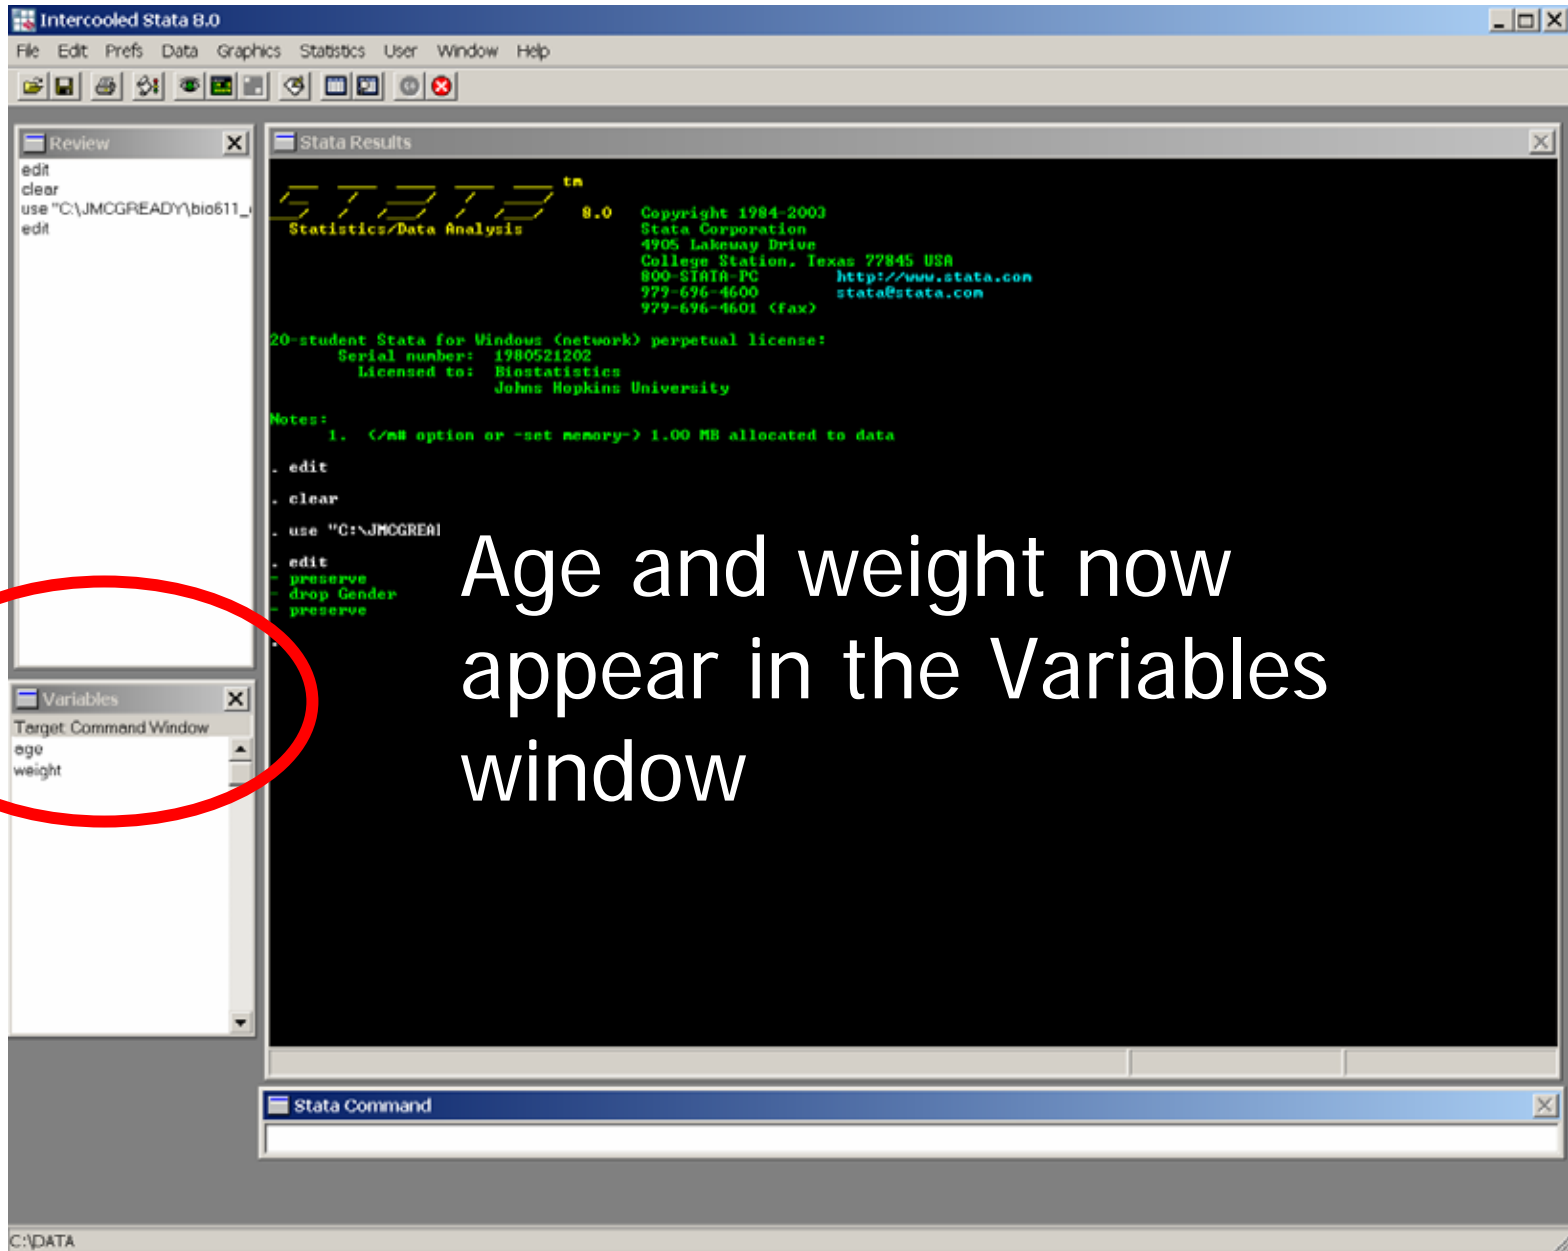 Intercooled Stata 8.0
File Edit Prefs Data Graphics Statistics User Window Help
Review
edit
clear
use "C:\JMCGREADY\bio611_
edit
Variables
Target: Command Window
age
weight
Stata Results
STATA tm
8.0 Copyright 1984-2003
Statistics/Data Analysis Stata Corporation
4905 Lakeway Drive
College Station, Texas 77845 USA
800-STATA-PC http://www.stata.com
979-696-4600 stata@stata.com
979-696-4601 (fax)
20-student Stata for Windows (network) perpetual license:
Serial number: 1980521202
Licensed to: Biostatistics
Johns Hopkins University
Notes:
1. (/m# option or -set memory-) 1.00 MB allocated to data
. edit
. clear
. use "C:\JMCGREA
. edit
- preserve
- drop Gender
- preserve
.
Age and weight now
appear in the Variables
window
Stata Command
C:\DATA